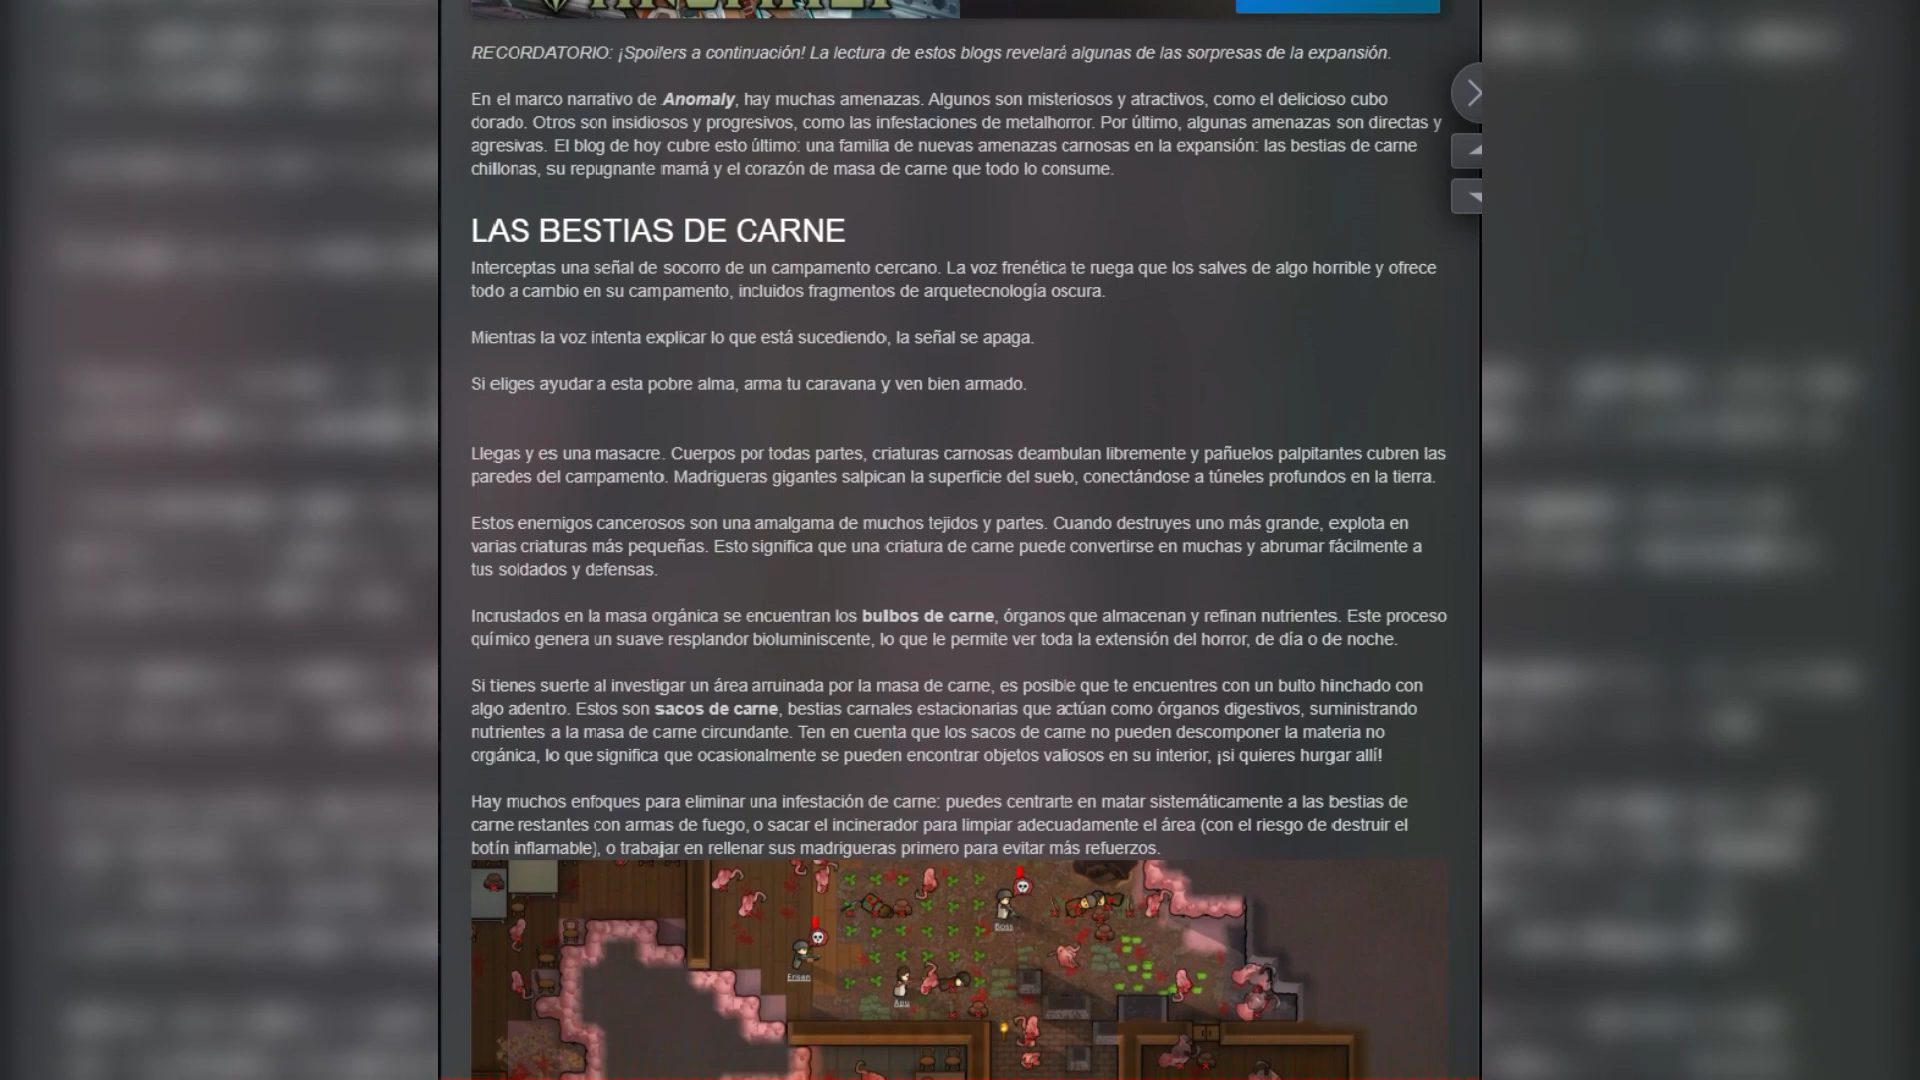 RECORDATORIO: ¡Spoilers a continuación! La lectura de estos blogs revelará algunas de las sorpresas de la expansión.
En el marco narrativo de Anomaly, hay muchas amenazas. Algunos son misteriosos y atractivos, como el delicioso cubo
dorado. Otros son insidiosos y progresivos, como las infestaciones de metalhorror. Por último, algunas amenazas son directas y
agresivas. El blog de hoy cubre esto último: una familia de nuevas amenazas carnosas en la expansión: las bestias de carne
chillonas, su repugnante mamá y el corazón de masa de carne que todo lo consume.
LAS BESTIAS DE CARNE
Interceptas una señal de socorro de un campamento cercano. La voz frenética te ruega que los salves de algo horrible y ofrece
todo a cambio en su campamento, incluidos fragmentos de arquetecnología oscura.
Mientras la voz intenta explicar lo que está sucediendo, la señal se apaga.
Si eliges ayudar a esta pobre alma, arma tu caravana y ven bien armado.
Llegas y es una masacre. Cuerpos por todas partes, criaturas carnosas deambulan libremente y pañuelos palpitantes cubren las
paredes del campamento. Madrigueras gigantes salpican la superficie del suelo, conectándose a túneles profundos en la tierra.
Estos enemigos cancerosos son una amalgama de muchos tejidos y partes. Cuando destruyes uno más grande, explota en
varias criaturas más pequeñas. Esto significa que una criatura de carne puede convertirse en muchas y abrumar fácilmente a
tus soldados y defensas.
Incrustados en la masa orgánica se encuentran los bulbos de carne, órganos que almacenan y refinan nutrientes. Este proceso
químico genera un suave resplandor bioluminiscente, lo que le permite ver toda la extensión del horror, de día o de noche.
Si tienes suerte al investigar un área arruinada por la masa de carne, es posible que te encuentres con un bulto hinchado con
algo adentro. Estos son sacos de carne, bestias carnales estacionarias que actúan como órganos digestivos, suministrando
nutrientes a la masa de carne circundante. Ten en cuenta que los sacos de carne no pueden descomponer la materia no
orgánica, lo que significa que ocasionalmente se pueden encontrar objetos valiosos en su interior, ¡si quieres hurgar allí!
Hay muchos enfoques para eliminar una infestación de carne: puedes centrarte en matar sistemáticamente a las bestias de
carne restantes con armas de fuego, o sacar el incinerador para limpiar adecuadamente el área (con el riesgo de destruir el
botín inflamable), o trabajar en rellenar sus madrigueras primero para evitar más refuerzos.
Boss